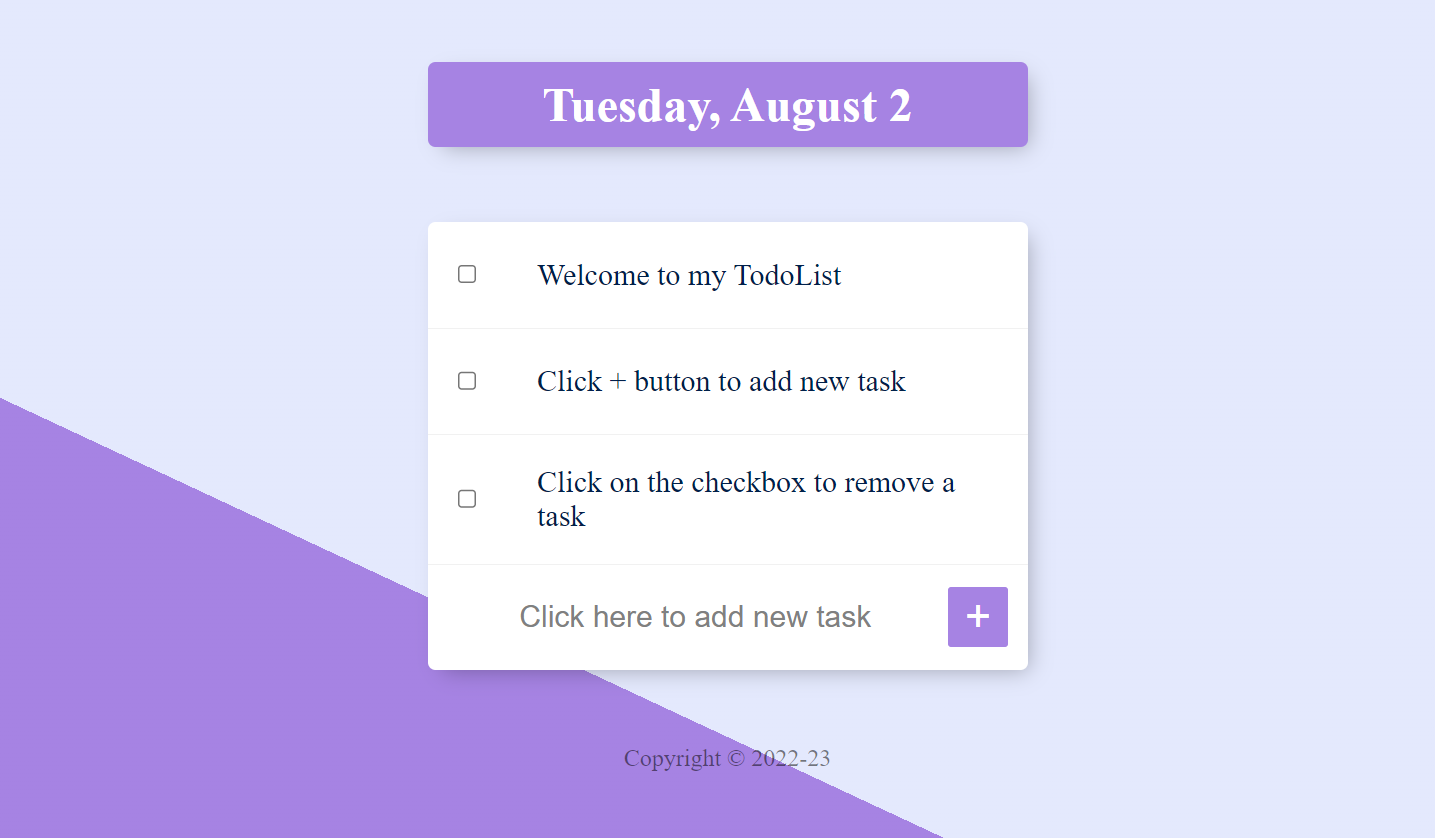 Tuesday, August 2
Welcome to my TodoList
Click + button to add new task
Click on the checkbox to remove a
task
Click here to add new task
+
Copyright © 2022-23